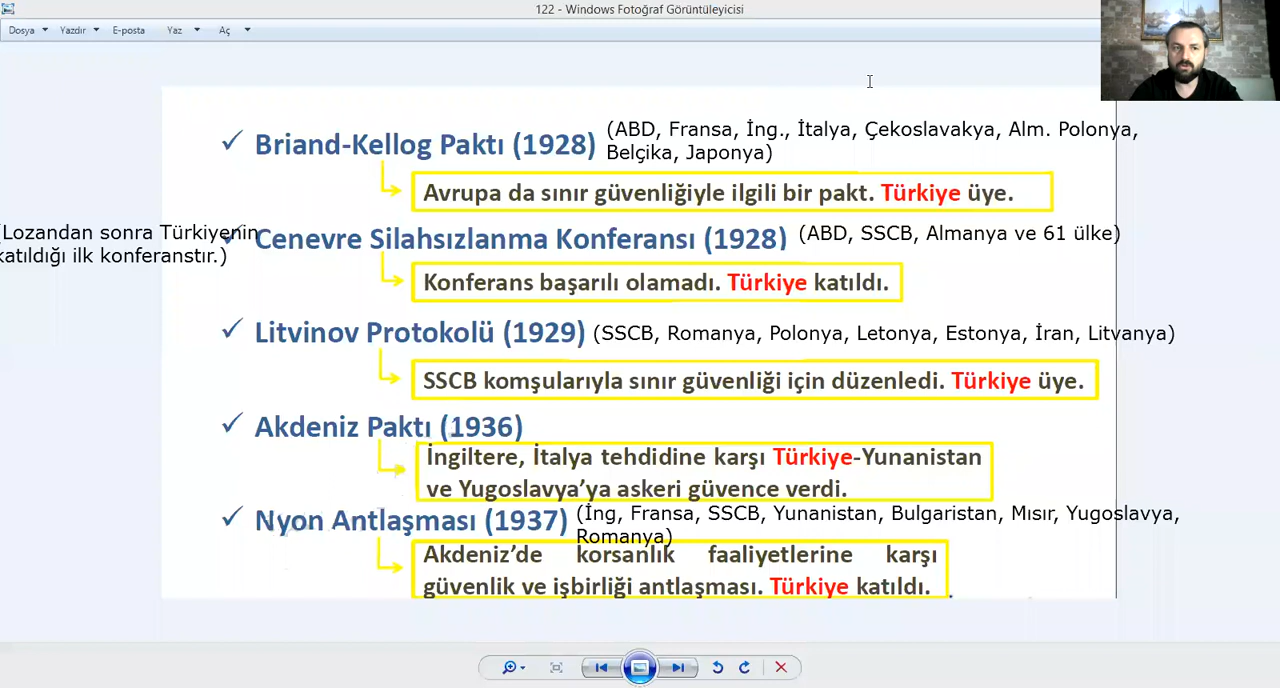 122 - Windows Fotoğraf Görüntüleyicisi
Dosya Yazdır E-posta Yaz Aç
✓ Briand-Kellog Paktı (1928) (ABD, Fransa, İng., İtalya, Çekoslavakya, Alm. Polonya,
Belçika, Japonya)
Avrupa da sınır güvenliğiyle ilgili bir pakt. Türkiye üye.
(Lozandan sonra Türkiyenin
katıldığı ilk konferanstır.)
Cenevre Silahsızlanma Konferansı (1928) (ABD, SSCB, Almanya ve 61 ülke)
Konferans başarılı olamadı. Türkiye katıldı.
✓ Litvinov Protokolü (1929) (SSCB, Romanya, Polonya, Letonya, Estonya, İran, Litvanya)
SSCB komşularıyla sınır güvenliği için düzenledi. Türkiye üye.
✓ Akdeniz Paktı (1936)
İngiltere, İtalya tehdidine karşı Türkiye-Yunanistan
ve Yugoslavya’ya askeri güvence verdi.
✓ Nyon Antlaşması (1937) (İng, Fransa, SSCB, Yunanistan, Bulgaristan, Mısır, Yugoslavya,
Romanya)
Akdeniz’de korsanlık faaliyetlerine karşı
güvenlik ve işbirliği antlaşması. Türkiye katıldı.